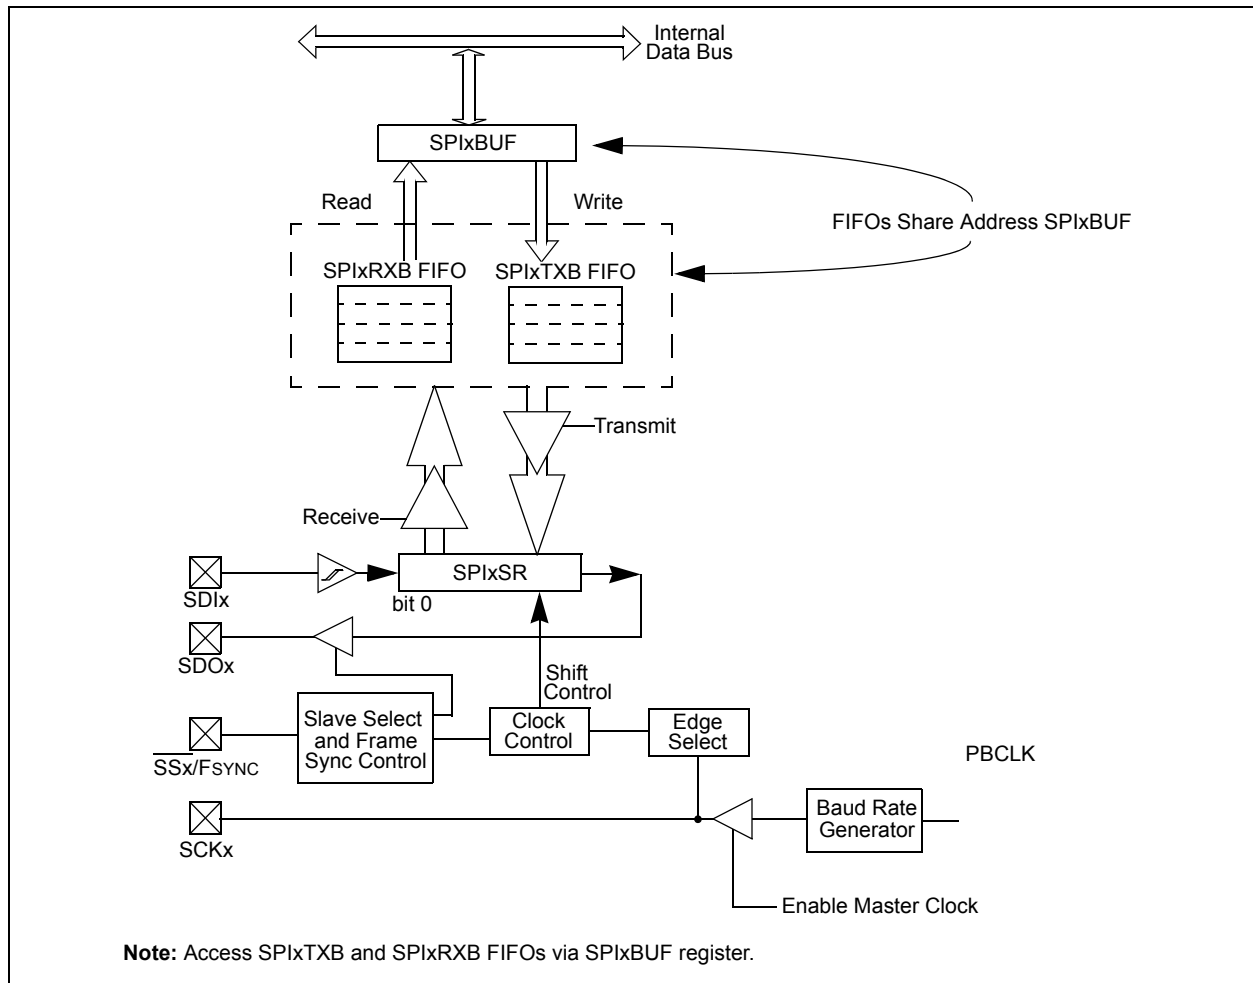 Internal
Data Bus
SPIxBUF
Read
Write
FIFOs Share Address SPIxBUF
SPIxRXB FIFO
SPIxTXB FIFO
Transmit
Receive
SPIxSR
SDIx
bit 0
SDOx
Shift
Control
Slave Select
and Frame
Sync Control
Clock
Control
Edge
Select
SSx/FSYNC
PBCLK
Baud Rate
Generator
SCKx
Enable Master Clock
Note: Access SPIxTXB and SPIxRXB FIFOs via SPIxBUF register.